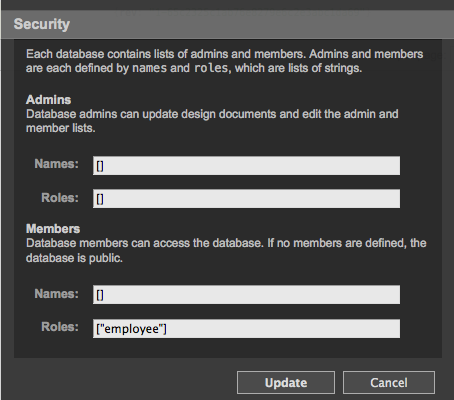 Security
Each database contains lists of admins and members. Admins and members
are each defined by names and roles, which are lists of strings.
Admins
Database admins can update design documents and edit the admin and
member lists.
Names: []
Roles: []
Members
Database members can access the database. If no members are defined, the
database is public.
Names: []
Roles: ["employee"]
Update Cancel